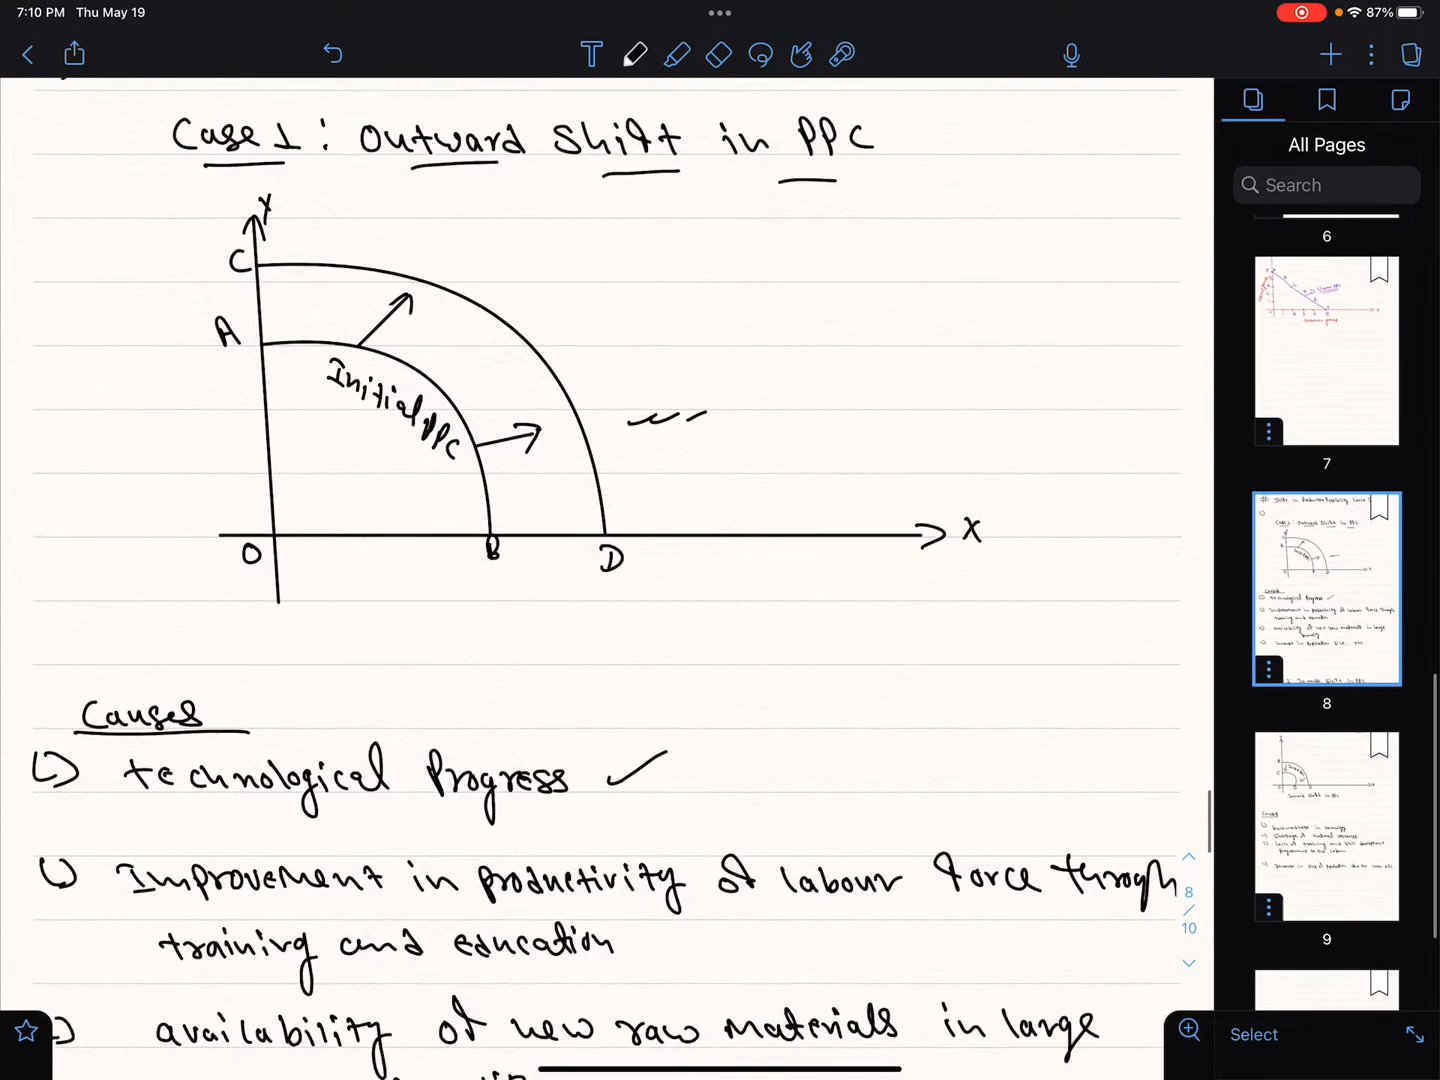 7:10 PM Thu May 19
87%
Case 1: Outward Shift in PPC
Y
C
A
Initial PPC
O
B
D
X
Causes
technological Progress
Improvement in productivity of labour force through
training and education
availability of new raw materials in large
8
/
10
All Pages
Search
6
7
8
9
Select